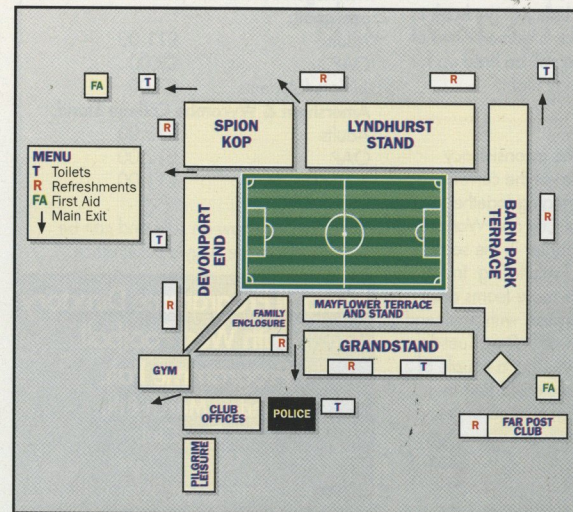 R
R
T
FA
T
SPION
KOP
LYNDHURST
STAND
R
MENU
T Toilets
R Refreshments
FA First Aid
Main Exit
BARN PARK
TERRACE
R
DEVONPORT
END
T
R
MAYFLOWER TERRACE
AND STAND
FAMILY
ENCLOSURE
R
GRANDSTAND
R
T
GYM
FA
CLUB
OFFICES
POLICE
T
R
FAR POST
CLUB
PILGRIM
LEISURE